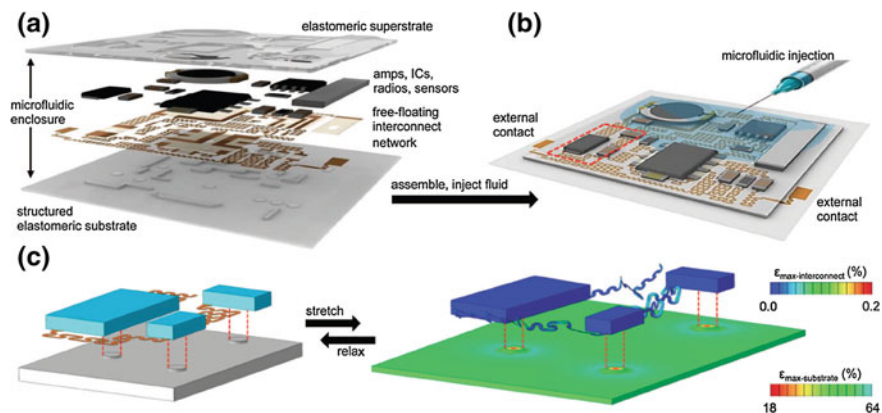 (a)
elastomeric superstrate
amps, ICs,
radios, sensors
microfluidic
enclosure
free-floating
interconnect
network
structured
elastomeric substrate
assemble, inject fluid
(b)
microfluidic injection
external
contact
external
contact
(c)
stretch
relax
εmax-interconnect (%)
0.0 0.2
εmax-substrate (%)
18 64